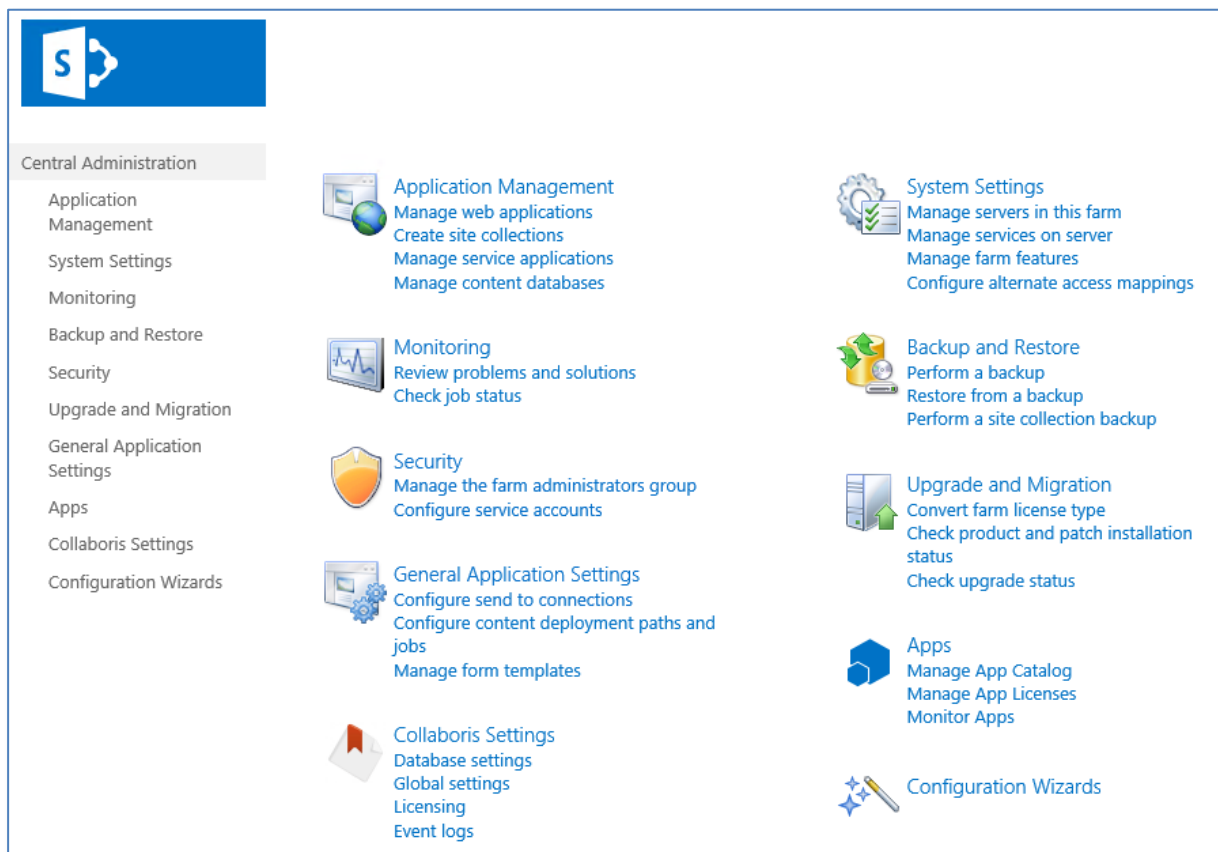 S
Central Administration
Application
Management
System Settings
Monitoring
Backup and Restore
Security
Upgrade and Migration
General Application
Settings
Apps
Collaboris Settings
Configuration Wizards
Application Management
Manage web applications
Create site collections
Manage service applications
Manage content databases
Monitoring
Review problems and solutions
Check job status
Security
Manage the farm administrators group
Configure service accounts
General Application Settings
Configure send to connections
Configure content deployment paths and
jobs
Manage form templates
Collaboris Settings
Database settings
Global settings
Licensing
Event logs
System Settings
Manage servers in this farm
Manage services on server
Manage farm features
Configure alternate access mappings
Backup and Restore
Perform a backup
Restore from a backup
Perform a site collection backup
Upgrade and Migration
Convert farm license type
Check product and patch installation
status
Check upgrade status
Apps
Manage App Catalog
Manage App Licenses
Monitor Apps
Configuration Wizards